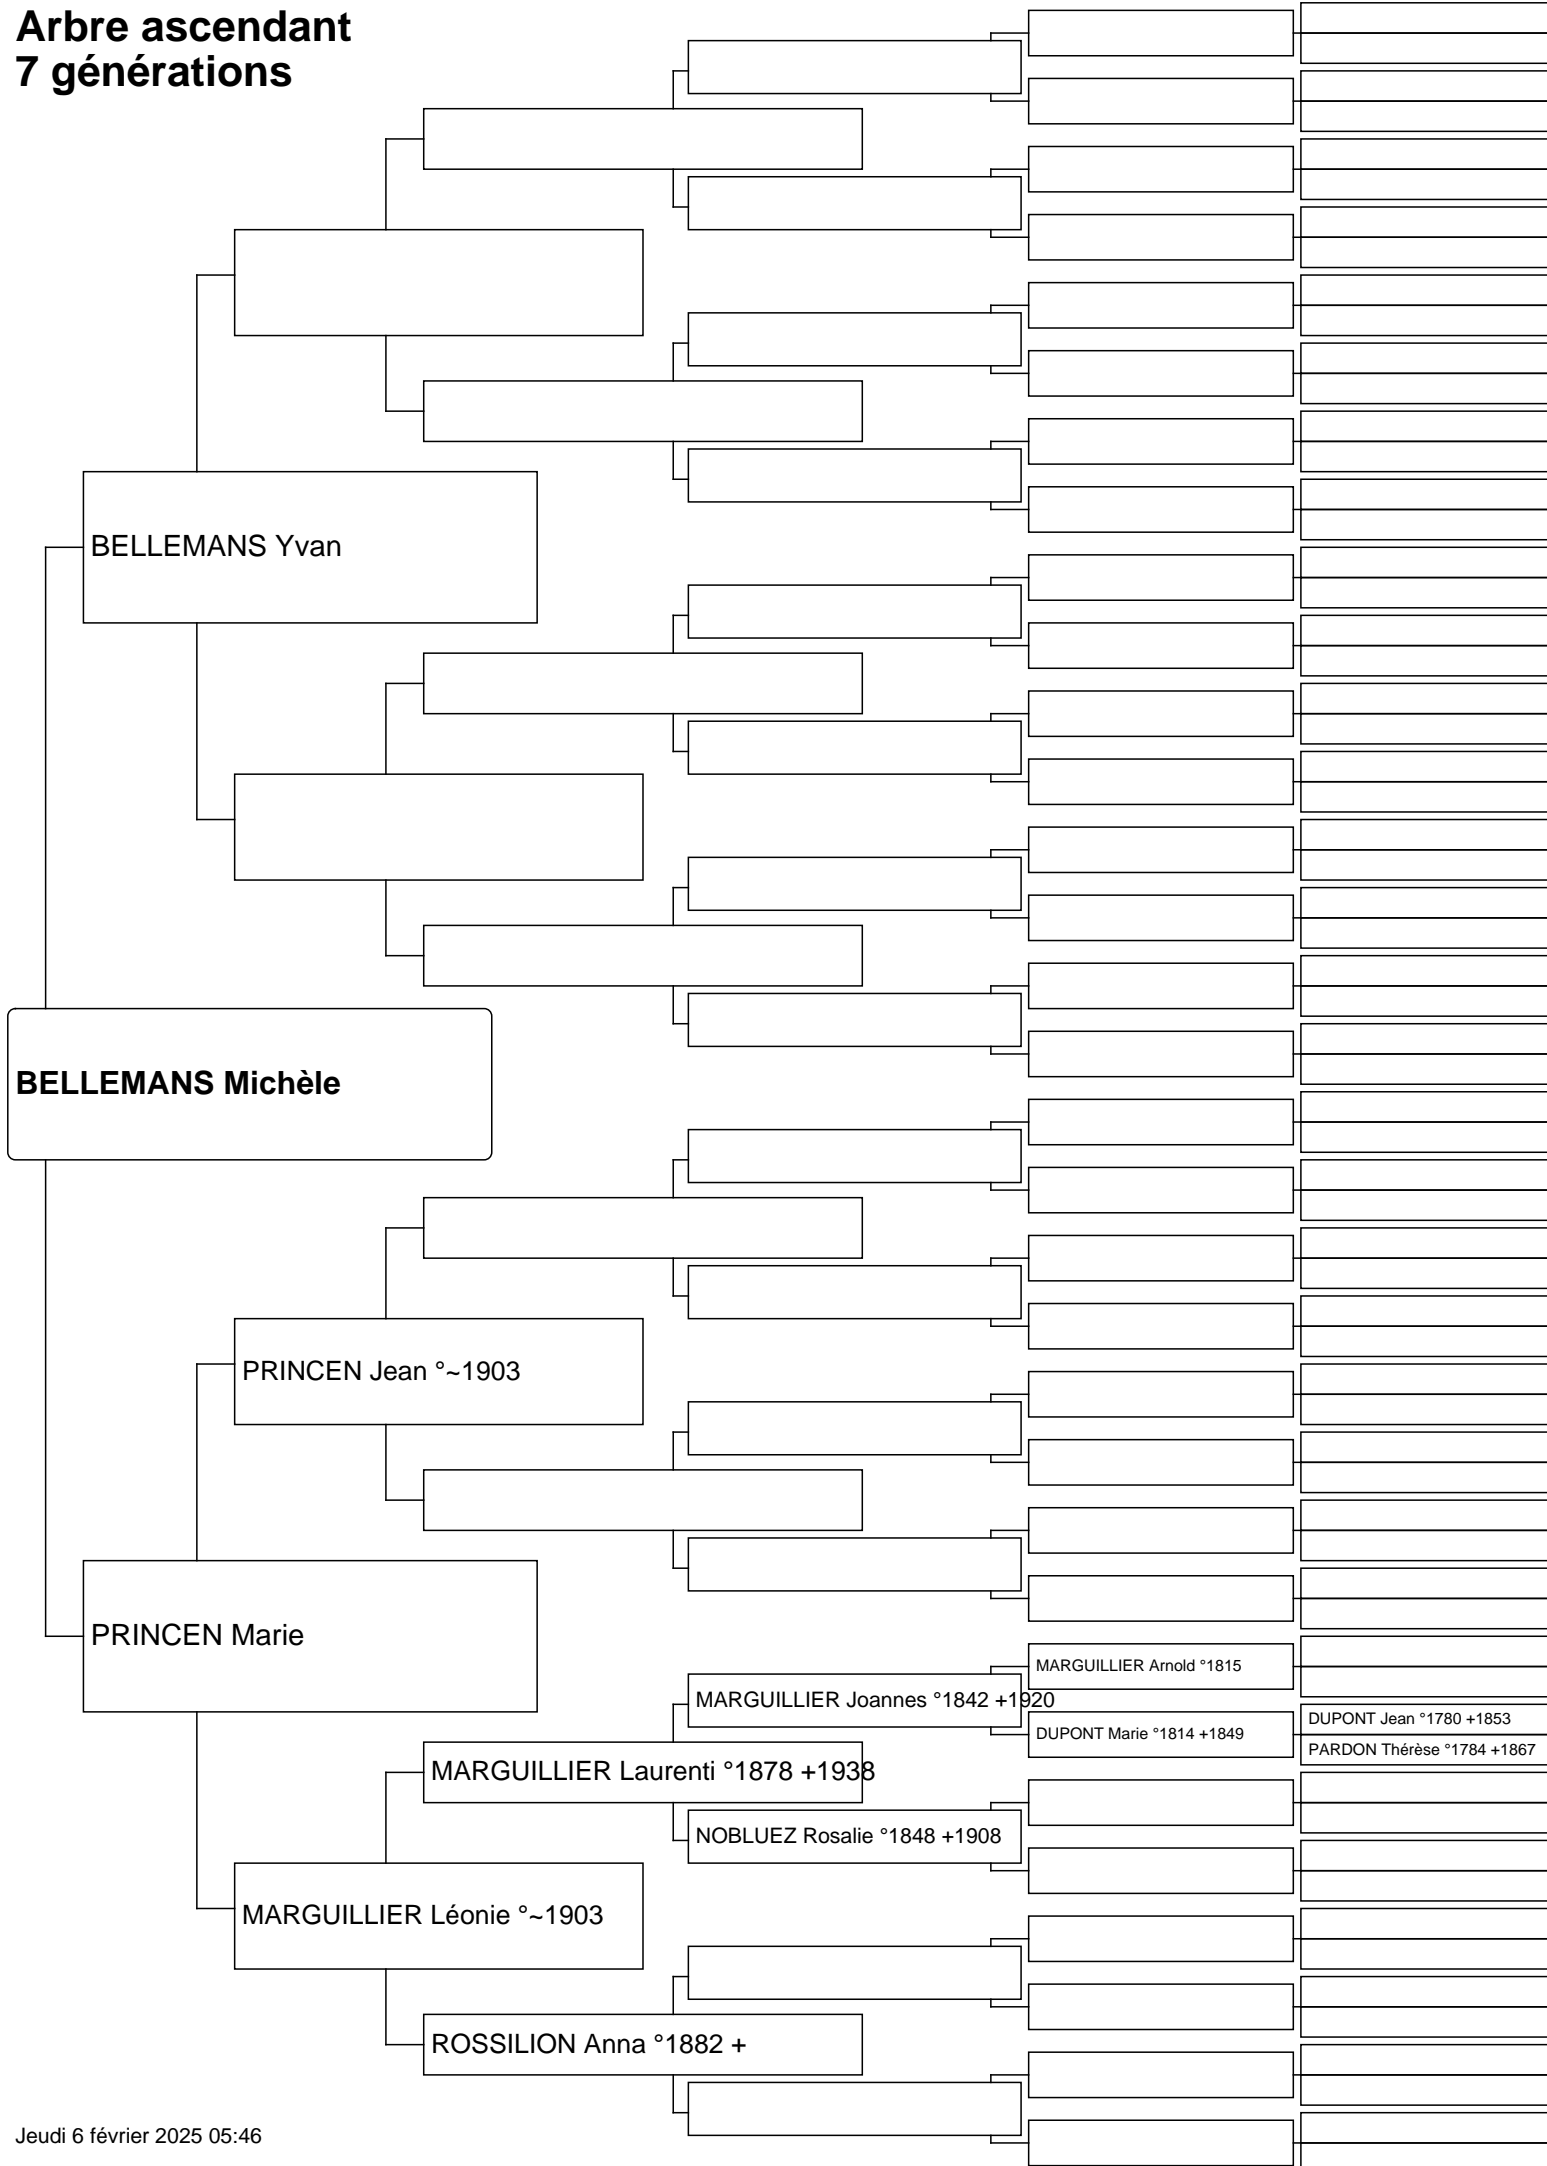 Arbre ascendant
7 générations
BELLEMANS Yvan
BELLEMANS Michèle
PRINCEN Jean °~1903
PRINCEN Marie
MARGUILLIER Arnold °1815
MARGUILLIER Joannes °1842 +1920
DUPONT Jean °1780 +1853
DUPONT Marie °1814 +1849
PARDON Thérèse °1784 +1867
MARGUILLIER Laurenti °1878 +1938
NOBLUEZ Rosalie °1848 +1908
MARGUILLIER Léonie °~1903
ROSSILION Anna °1882 +
Jeudi 6 février 2025 05:46